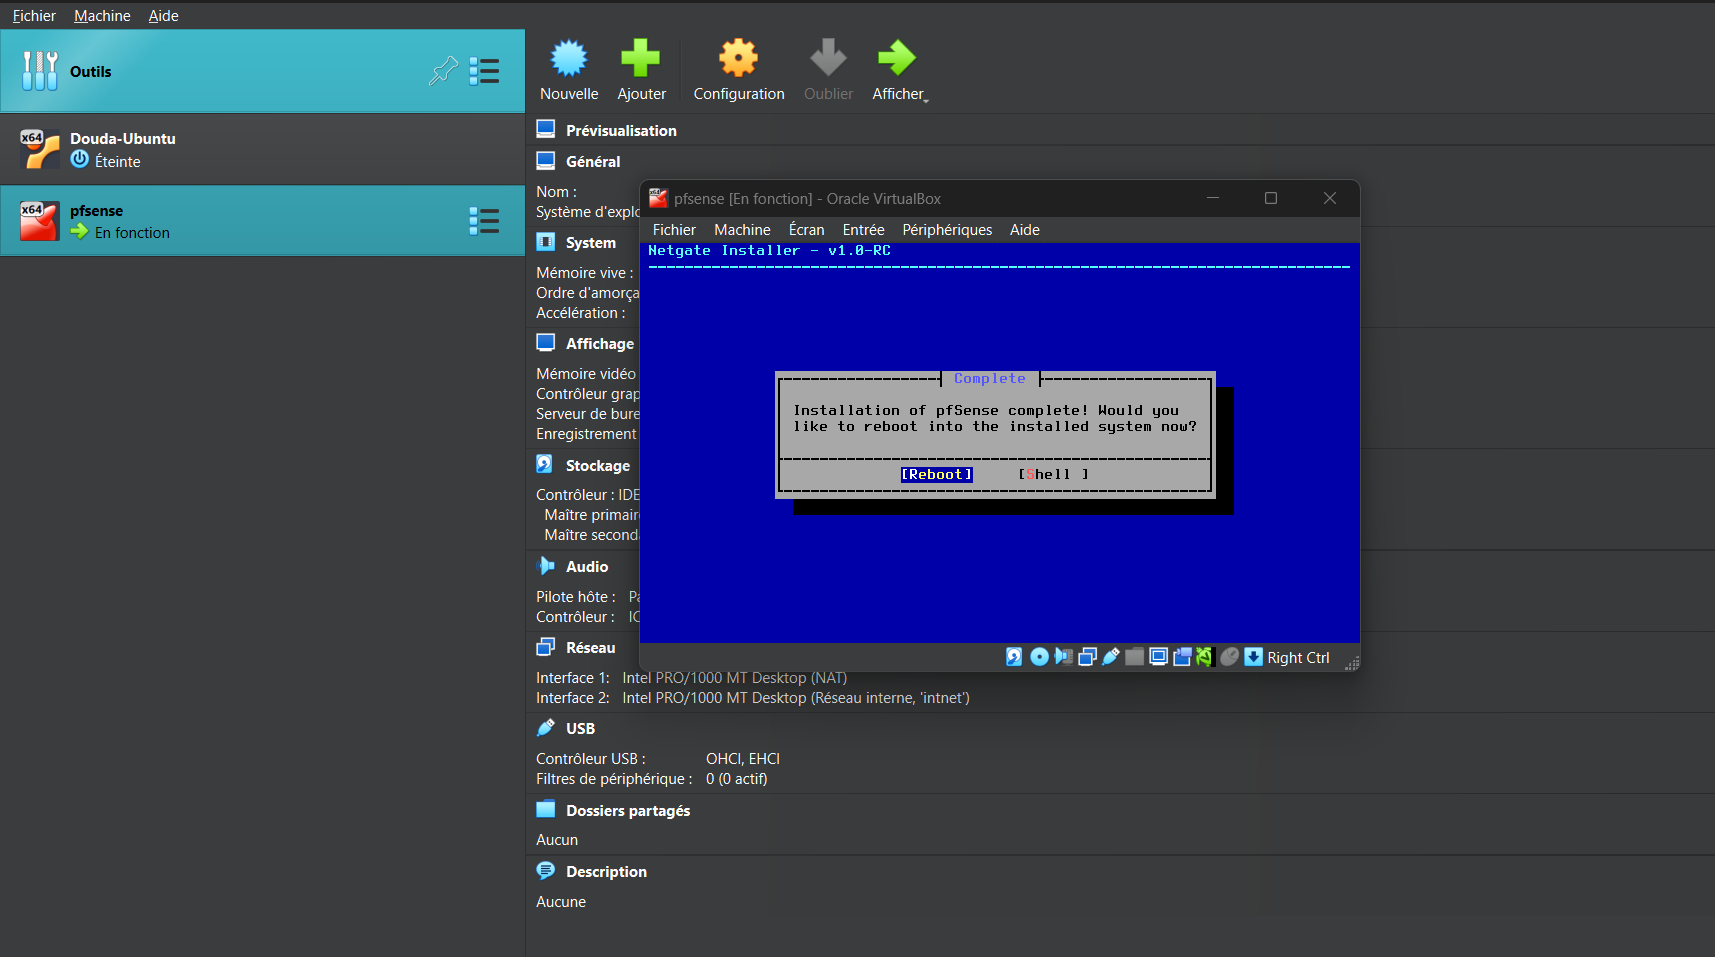 Fichier Machine Aide
Outils
Nouvelle Ajouter Configuration Oublier Afficher
x64
Douda-Ubuntu
Éteinte
x64
pfsense
En fonction
Prévisualisation
Général
Nom :
Système d'explo
System
Mémoire vive :
Ordre d'amorça
Accélération :
Affichage
Mémoire vidéo
Contrôleur grap
Serveur de bure
Enregistrement
Stockage
Contrôleur : IDE
Maître primair
Maître second
Audio
Pilote hôte : Pa
Contrôleur : IC
Réseau
Interface 1: Intel PRO/1000 MT Desktop (NAT)
Interface 2: Intel PRO/1000 MT Desktop (Réseau interne, 'intnet')
USB
Contrôleur USB : OHCI, EHCI
Filtres de périphérique : 0 (0 actif)
Dossiers partagés
Aucun
Description
Aucune
x64
pfsense [En fonction] - Oracle VirtualBox
Fichier Machine Écran Entrée Périphériques Aide
Netgate Installer - v1.0-RC
Complete
Installation of pfSense complete! Would you
like to reboot into the installed system now?
[Reboot] [Shell ]
Right Ctrl